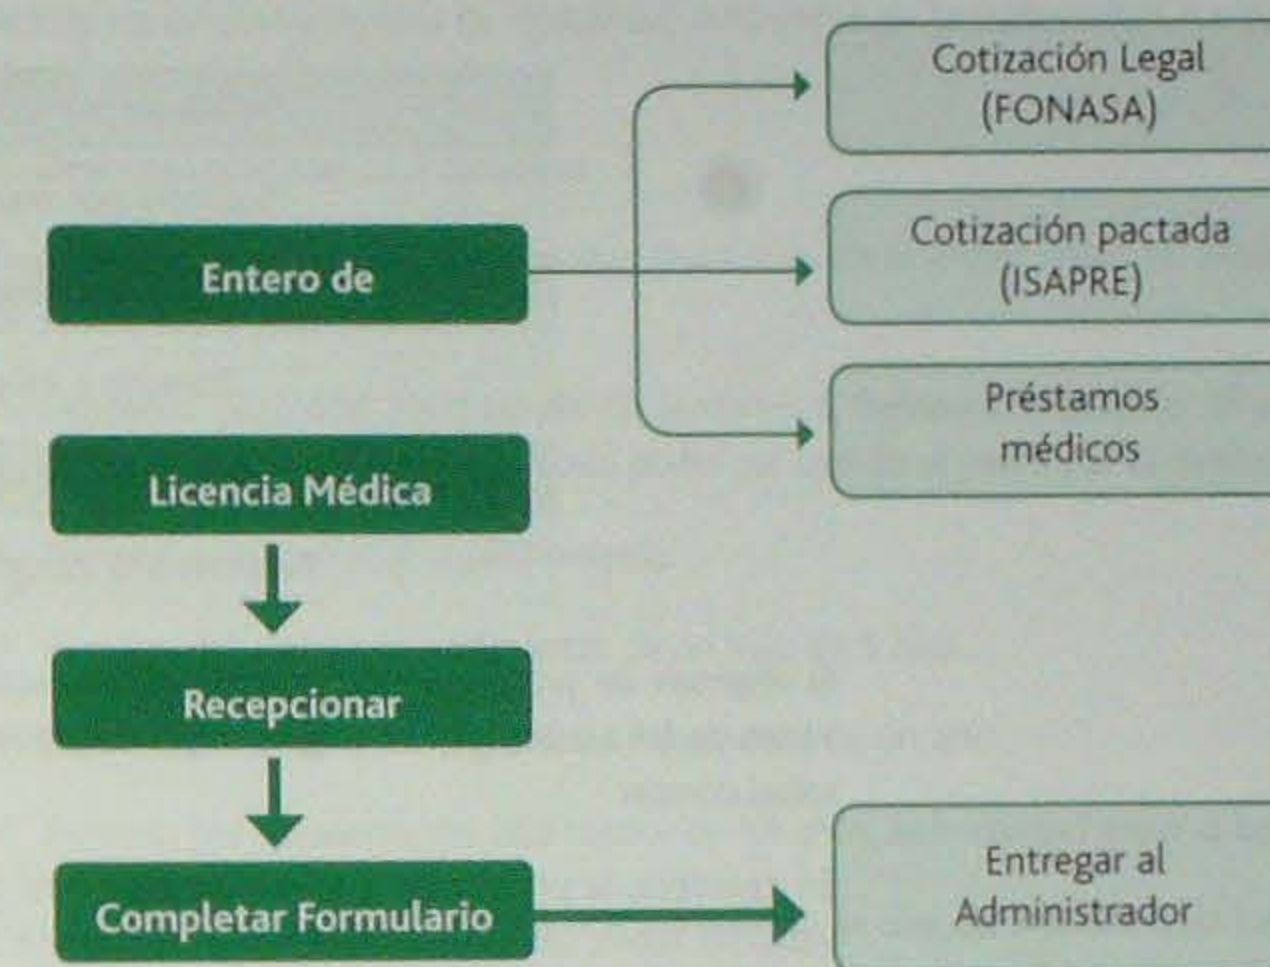 Cotización Legal
(FONASA)
Entero de
Cotización pactada
(ISAPRE)
Préstamos
médicos
Licencia Médica
Recepcionar
Completar Formulario
Entregar al
Administrador